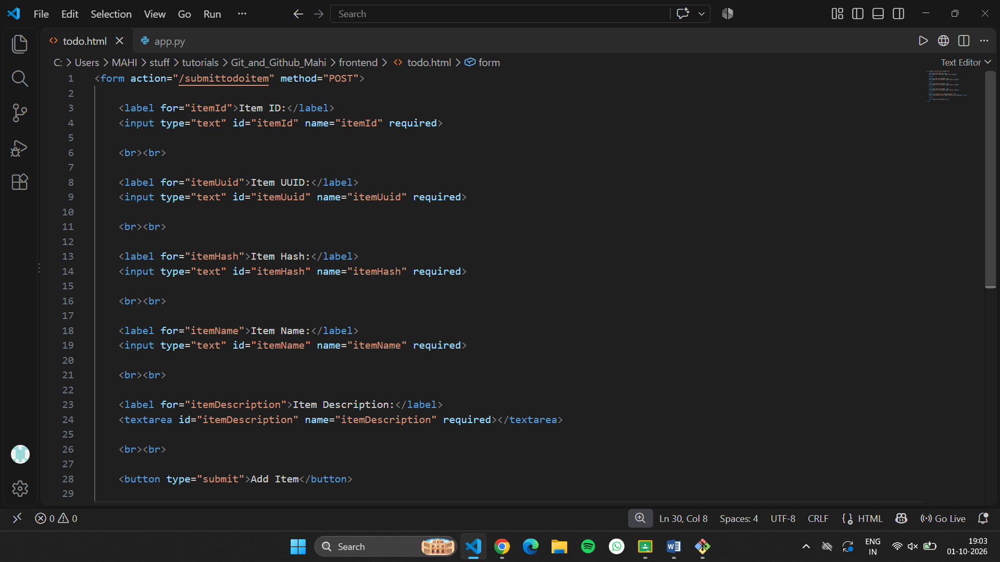 File Edit Selection View Go Run ··· Search
todo.html app.py
C: > Users > MAHI > stuff > tutorials > Git_and_Github_Mahi > frontend > <> todo.html > form Text Editor
1 <form action="/submittodoitem" method="POST">
2
3 <label for="itemId">Item ID:</label>
4 <input type="text" id="itemId" name="itemId" required>
5
6 <br><br>
7
8 <label for="itemUuid">Item UUID:</label>
9 <input type="text" id="itemUuid" name="itemUuid" required>
10
11 <br><br>
12
13 <label for="itemHash">Item Hash:</label>
14 <input type="text" id="itemHash" name="itemHash" required>
15
16 <br><br>
17
18 <label for="itemName">Item Name:</label>
19 <input type="text" id="itemName" name="itemName" required>
20
21 <br><br>
22
23 <label for="itemDescription">Item Description:</label>
24 <textarea id="itemDescription" name="itemDescription" required></textarea>
25
26 <br><br>
27
28 <button type="submit">Add Item</button>
29
0 0 Ln 30, Col 8 Spaces: 4 UTF-8 CRLF HTML Go Live
Search ENG IN 19:03
01-10-2026